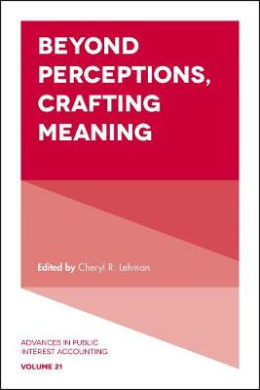 BEYOND
PERCEPTIONS,
CRAFTING
MEANING
Edited by Cheryl R. Lehman
ADVANCES IN PUBLIC
INTEREST ACCOUNTING
VOLUME 21